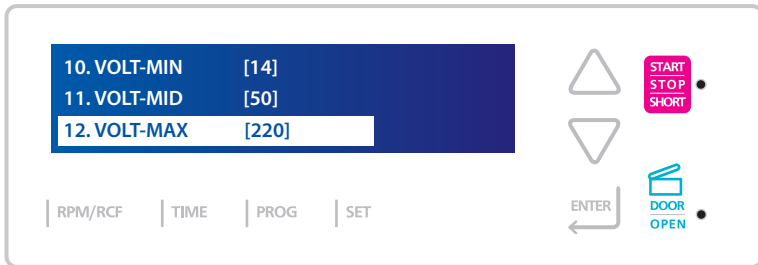 10. VOLT-MIN [14]
11. VOLT-MID [50]
12. VOLT-MAX [220]
START
STOP
SHORT
RPM/RCF TIME PROG SET
ENTER
DOOR
OPEN